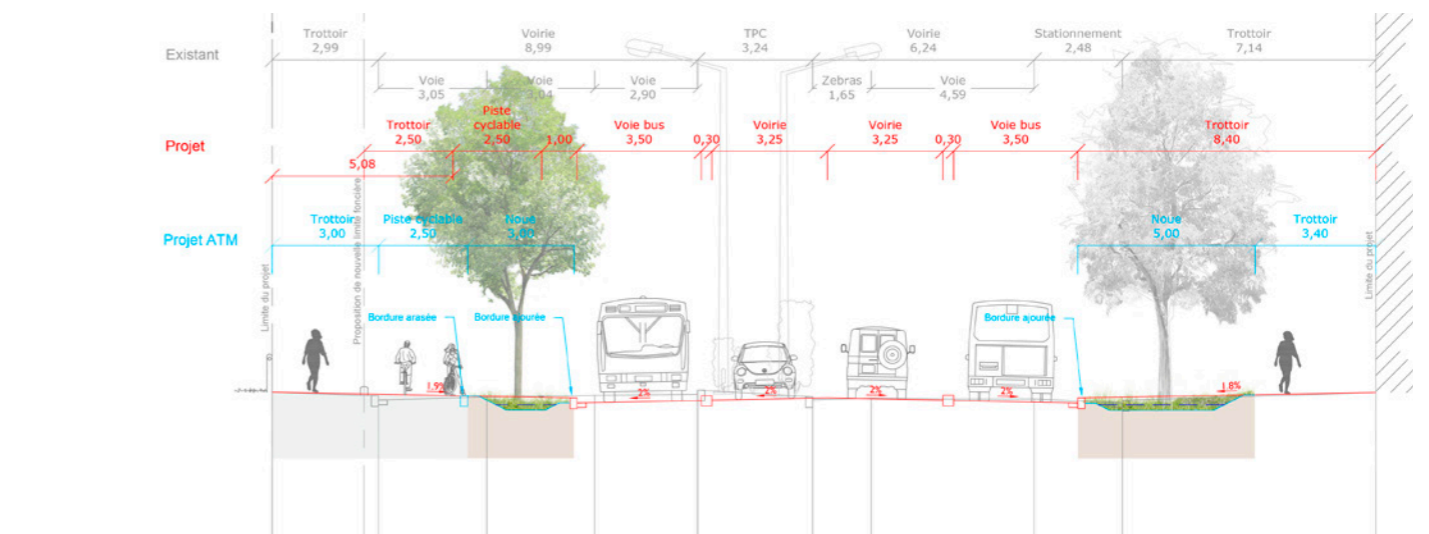 Existant
Trottoir
2,99
Voirie
8,99
TPC
3,24
Voirie
6,24
Stationnement
2,48
Trottoir
7,14
Voie
3,05
Voie
3,04
Voie
2,90
Zebras
1,65
Voie
4,59
Projet
Trottoir
2,50
Piste
cyclable
2,50
1,00
Voie bus
3,50
0,30
Voirie
3,25
Voirie
3,25
0,30
Voie bus
3,50
Trottoir
8,40
5,08
Projet ATM
Trottoir
3,00
Piste cyclable
2,50
Noue
3,00
Noue
5,00
Trottoir
3,40
Limite du projet
Proposition de nouvelle limite foncière
Limite du projet
Bordure arasée
Bordure ajourée
Bordure ajourée
1.9%
2%
2%
2%
2%
1.8%